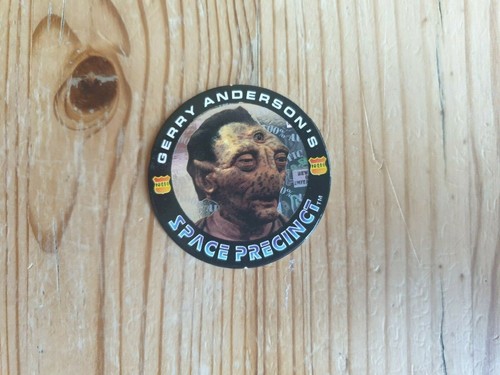 GERRY ANDERSON'S
SPACE PRECINCT™